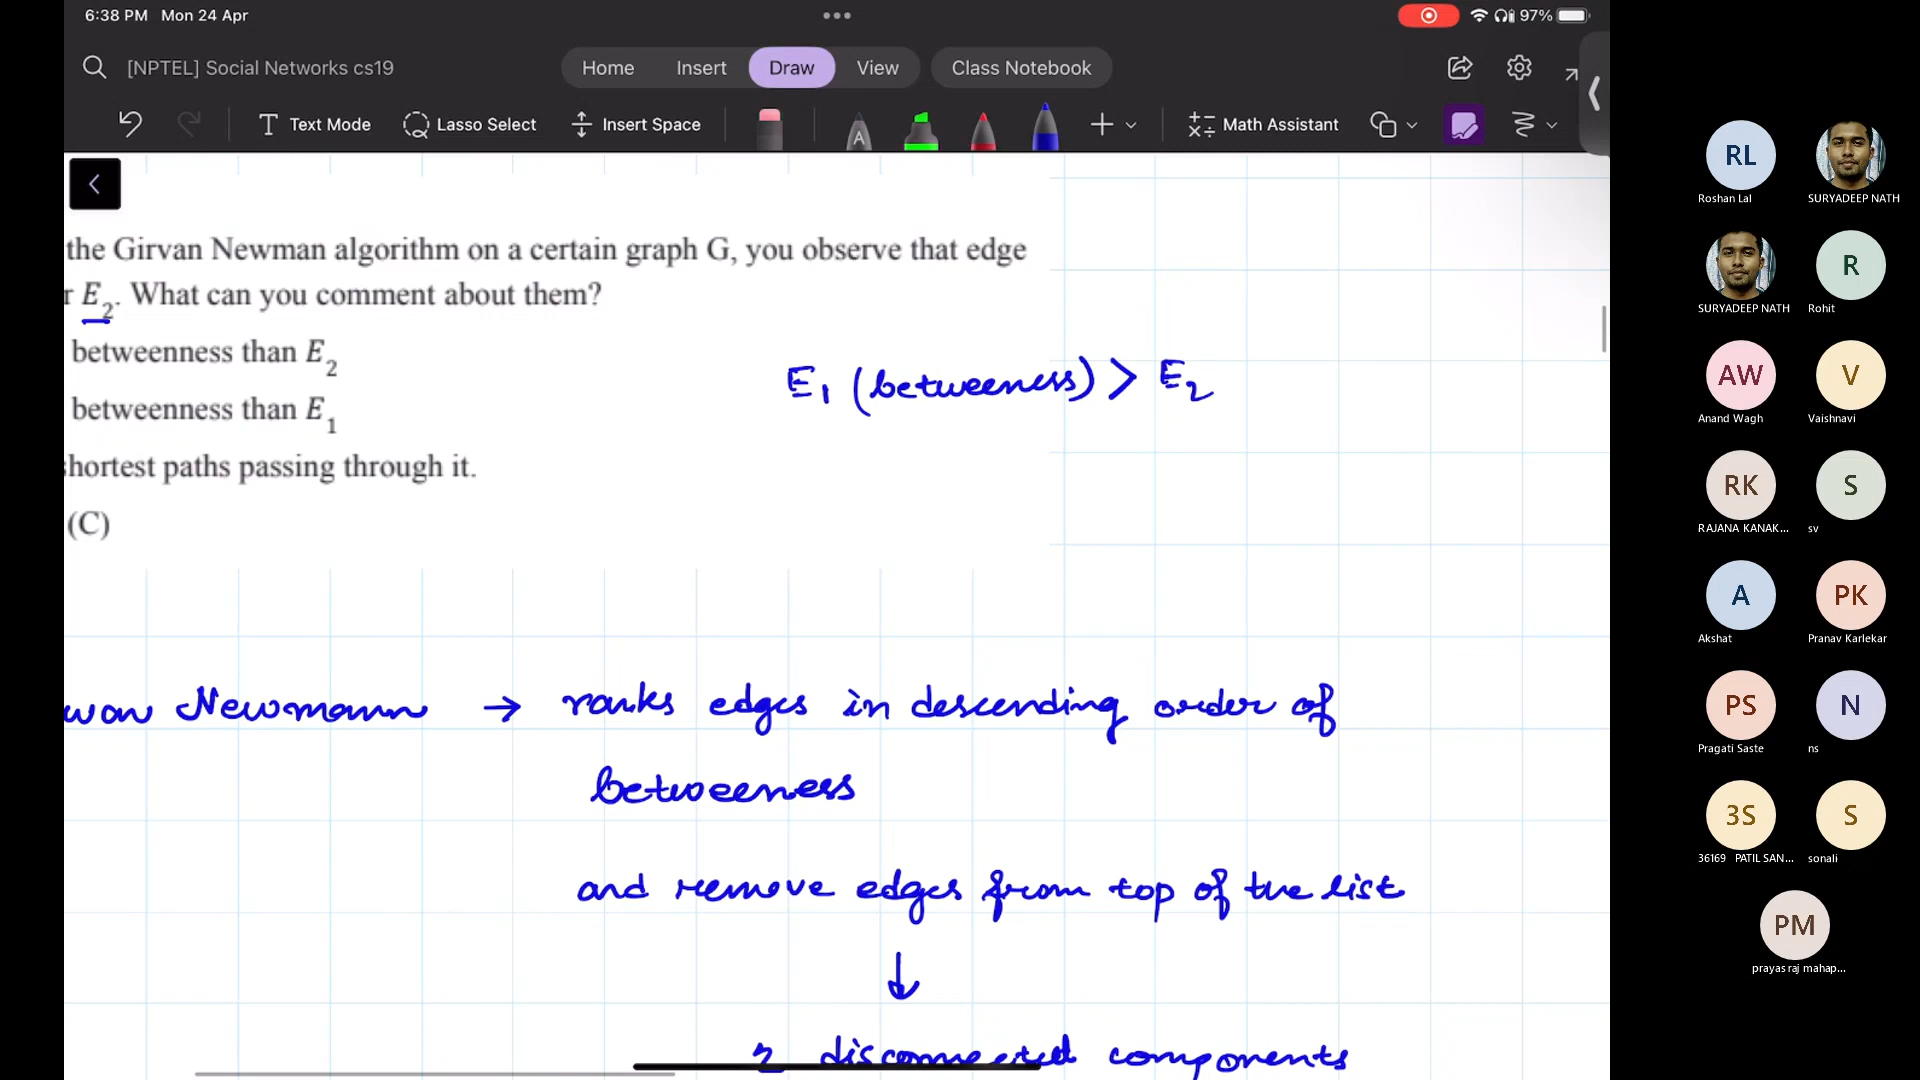 6:38 PM Mon 24 Apr
97%
[NPTEL] Social Networks cs19
Home Insert Draw View Class Notebook
Text Mode Lasso Select Insert Space A Math Assistant
the Girvan Newman algorithm on a certain graph G, you observe that edge
r E2. What can you comment about them?
betweenness than E2
betweenness than E1
shortest paths passing through it.
(C)
E1 (betweeness) > E2
Newmann → ranks edges in descending order of
betweeness
and remove edges from top of the list
↓
2 disconnected components
RL
Roshan Lal
SURYADEEP NATH
SURYADEEP NATH
R
Rohit
AW
Anand Wagh
V
Vaishnavi
RK
RAJANA KANAK...
S
sv
A
Akshat
PK
Pranav Karlekar
PS
Pragati Saste
N
ns
3S
36169 PATIL SAN...
S
sonali
PM
prayas raj mahap...